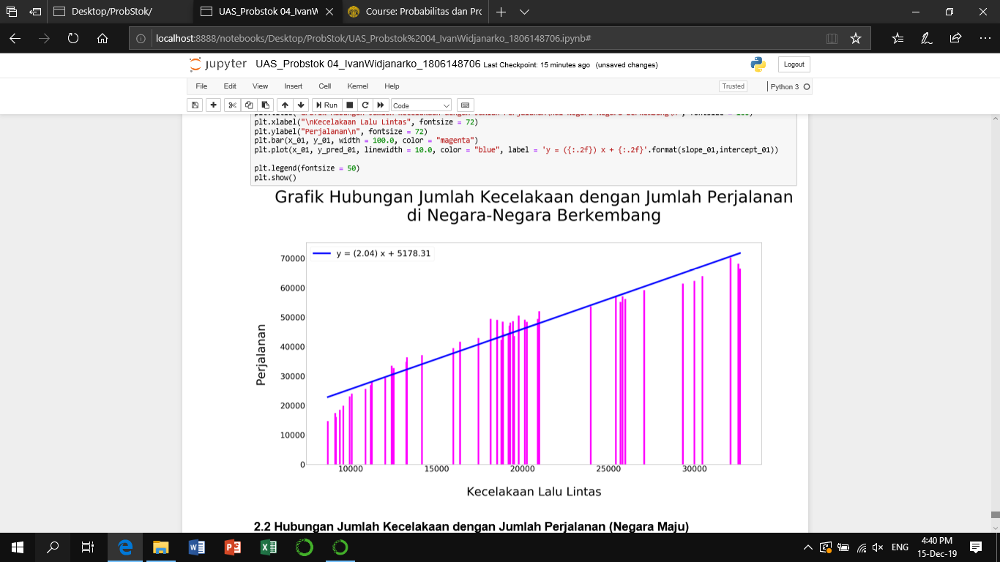 Desktop/ProbStok/
UAS_Probstok 04_IvanW
Course: Probabilitas dan Pro
localhost:8888/notebooks/Desktop/ProbStok/UAS_Probstok%2004_IvanWidjanarko_1806148706.ipynb#
jupyter UAS_Probstok 04_IvanWidjanarko_1806148706 Last Checkpoint: 15 minutes ago (unsaved changes)
Logout
File Edit View Insert Cell Kernel Help
Trusted
Python 3
Run
Code
plt.xlabel("\nKecelakaan Lalu Lintas", fontsize = 72)
plt.ylabel("Perjalanan\n", fontsize = 72)
plt.bar(x_01, y_01, width = 100.0, color = "magenta")
plt.plot(x_01, y_pred_01, linewidth = 10.0, color = "blue", label = 'y = ({:.2f}) x + {:.2f}'.format(slope_01,intercept_01))
plt.legend(fontsize = 50)
plt.show()
Grafik Hubungan Jumlah Kecelakaan dengan Jumlah Perjalanan
di Negara-Negara Berkembang
y = (2.04) x + 5178.31
70000
60000
50000
40000
30000
20000
10000
0
Perjalanan
10000 15000 20000 25000 30000
Kecelakaan Lalu Lintas
2.2 Hubungan Jumlah Kecelakaan dengan Jumlah Perjalanan (Negara Maju)
ENG
4:40 PM
15-Dec-19